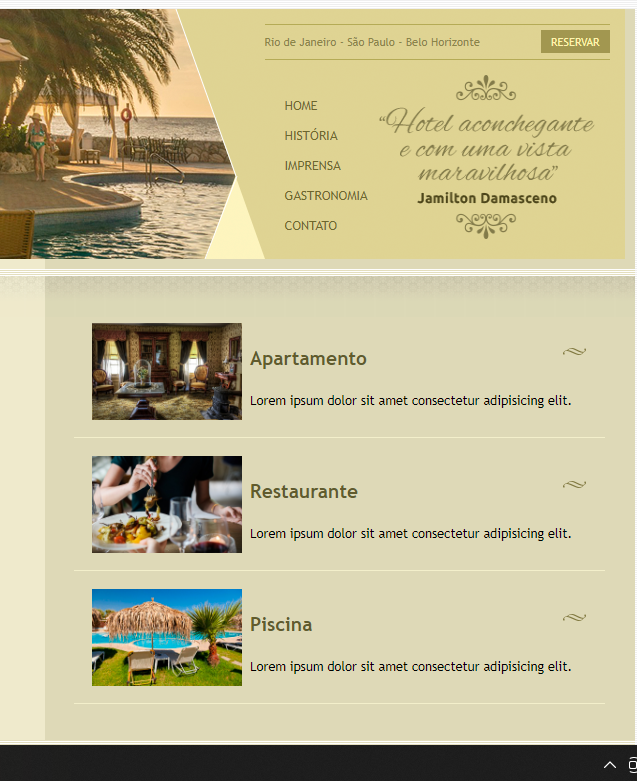 Rio de Janeiro - São Paulo - Belo Horizonte
RESERVAR
HOME
HISTÓRIA
IMPRENSA
GASTRONOMIA
CONTATO
“Hotel aconchegante
e com uma vista
maravilhosa”
Jamilton Damasceno
Apartamento
Lorem ipsum dolor sit amet consectetur adipisicing elit.
Restaurante
Lorem ipsum dolor sit amet consectetur adipisicing elit.
Piscina
Lorem ipsum dolor sit amet consectetur adipisicing elit.